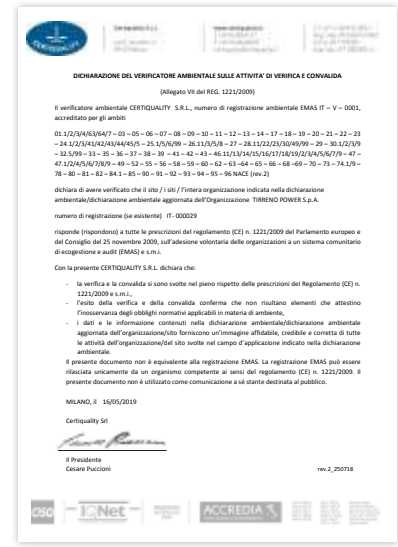 CERTIQUALITY
DICHIARAZIONE DEL VERIFICATORE AMBIENTALE SULLE ATTIVITA' DI VERIFICA E CONVALIDA
(Allegato VII del REG. 1221/2009)
Il verificatore ambientale CERTIQUALITY S.R.L., numero di registrazione ambientale EMAS IT – V – 0001,
accreditato per gli ambiti
01.1/2/3/4/63/64/7 – 03 – 05 – 06 – 07 – 08 – 09 – 10 – 11 – 12 – 13 – 14 – 17 – 18 – 19 – 20 – 21 – 22 – 23
– 24.1/2/3/41/42/43/44/45/5 – 25.1/5/6/99 – 26.11/3/5/8 – 27 – 28.11/22/23/30/49/99 – 29 – 30.1/2/3/9
– 32.5/99 – 33 – 35 – 36 – 37 – 38 – 39 – 41 – 42 – 43 – 46.11/13/14/15/16/17/18/19/2/3/4/5/6/7/9 – 47 –
47.1/2/4/5/6/7/8/9 – 49 – 52 – 55 – 56 – 58 – 59 – 60 – 62 – 63 –64 – 65 – 66 – 68 –69 – 70 – 73 – 74.1/9 –
78 – 80 – 81 – 82 – 84.1 – 85 – 90 – 91 – 92 – 93 – 94 – 95 – 96 NACE (rev.2)
dichiara di avere verificato che il sito / i siti / l'intera organizzazione indicata nella dichiarazione
ambientale/dichiarazione ambientale aggiornata dell'Organizzazione TIRRENO POWER S.p.A.
numero di registrazione (se esistente) IT- 000029
risponde (rispondono) a tutte le prescrizioni del regolamento (CE) n. 1221/2009 del Parlamento europeo e
del Consiglio del 25 novembre 2009, sull'adesione volontaria delle organizzazioni a un sistema comunitario
di ecogestione e audit (EMAS) e s.m.i.
Con la presente CERTIQUALITY S.R.L. dichiara che:
- la verifica e la convalida si sono svolte nel pieno rispetto delle prescrizioni del Regolamento (CE) n.
1221/2009 e s.m.i.,
- l'esito della verifica e della convalida conferma che non risultano elementi che attestino
l'inosservanza degli obblighi normativi applicabili in materia di ambiente,
- i dati e le informazioni contenuti nella dichiarazione ambientale/dichiarazione ambientale
aggiornata dell'organizzazione/sito forniscono un'immagine affidabile, credibile e corretta di tutte
le attività dell'organizzazione/del sito svolte nel campo d'applicazione indicato nella dichiarazione
ambientale.
Il presente documento non è equivalente alla registrazione EMAS. La registrazione EMAS può essere
rilasciata unicamente da un organismo competente ai sensi del regolamento (CE) n. 1221/2009. Il
presente documento non è utilizzato come comunicazione a sé stante destinata al pubblico.
MILANO, il 16/05/2019
Certiquality Srl
Il Presidente
Cesare Puccioni
rev.2_250718
CISQ
IQNet
ACCREDIA